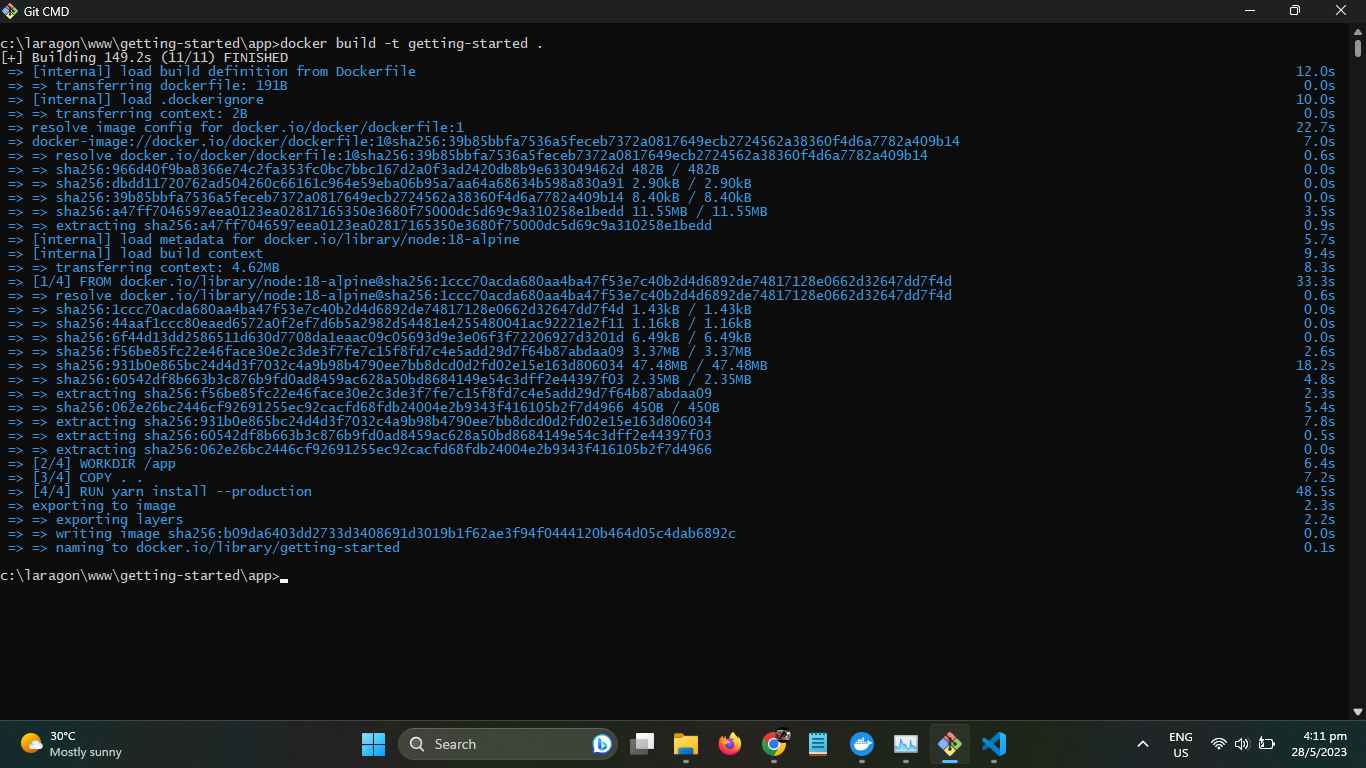 Git CMD
c:\laragon\www\getting-started\app>docker build -t getting-started .
[+] Building 149.2s (11/11) FINISHED
=> [internal] load build definition from Dockerfile 12.0s
=> => transferring dockerfile: 191B 0.0s
=> [internal] load .dockerignore 10.0s
=> => transferring context: 2B 0.0s
=> resolve image config for docker.io/docker/dockerfile:1 22.7s
=> docker-image://docker.io/docker/dockerfile:1@sha256:39b85bbfa7536a5feceb7372a0817649ecb2724562a38360f4d6a7782a409b14 7.0s
=> => resolve docker.io/docker/dockerfile:1@sha256:39b85bbfa7536a5feceb7372a0817649ecb2724562a38360f4d6a7782a409b14 0.6s
=> => sha256:966d40f9ba8366e74c2fa353fc0bc7bbc167d2a0f3ad2420db8b9e633049462d 482B / 482B 0.0s
=> => sha256:dbdd11720762ad504260c66161c964e59eba06b95a7aa64a68634b598a830a91 2.90kB / 2.90kB 0.0s
=> => sha256:39b85bbfa7536a5feceb7372a0817649ecb2724562a38360f4d6a7782a409b14 8.40kB / 8.40kB 0.0s
=> => sha256:a47ff7046597eea0123ea02817165350e3680f75000dc5d69c9a310258e1bedd 11.55MB / 11.55MB 3.5s
=> => extracting sha256:a47ff7046597eea0123ea02817165350e3680f75000dc5d69c9a310258e1bedd 0.9s
=> [internal] load metadata for docker.io/library/node:18-alpine 5.7s
=> [internal] load build context 9.4s
=> => transferring context: 4.62MB 8.3s
=> [1/4] FROM docker.io/library/node:18-alpine@sha256:1ccc70acda680aa4ba47f53e7c40b2d4d6892de74817128e0662d32647dd7f4d 33.3s
=> => resolve docker.io/library/node:18-alpine@sha256:1ccc70acda680aa4ba47f53e7c40b2d4d6892de74817128e0662d32647dd7f4d 0.6s
=> => sha256:1ccc70acda680aa4ba47f53e7c40b2d4d6892de74817128e0662d32647dd7f4d 1.43kB / 1.43kB 0.0s
=> => sha256:44aaf1ccc80eaed6572a0f2ef7d6b5a2982d54481e4255480041ac92221e2f11 1.16kB / 1.16kB 0.0s
=> => sha256:6f44d13dd2586511d630d7708da1eaac09c05693d9e3e06f3f72206927d3201d 6.49kB / 6.49kB 0.0s
=> => sha256:f56be85fc22e46face30e2c3de3f7fe7c15f8fd7c4e5add29d7f64b87abdaa09 3.37MB / 3.37MB 2.6s
=> => sha256:931b0e865bc24d4d3f7032c4a9b98b4790ee7bb8dcd0d2fd02e15e163d806034 47.48MB / 47.48MB 18.2s
=> => sha256:60542df8b663b3c876b9fd0ad8459ac628a50bd8684149e54c3dff2e44397f03 2.35MB / 2.35MB 4.8s
=> => extracting sha256:f56be85fc22e46face30e2c3de3f7fe7c15f8fd7c4e5add29d7f64b87abdaa09 2.3s
=> => sha256:062e26bc2446cf92691255ec92cacfd68fdb24004e2b9343f416105b2f7d4966 450B / 450B 5.4s
=> => extracting sha256:931b0e865bc24d4d3f7032c4a9b98b4790ee7bb8dcd0d2fd02e15e163d806034 7.8s
=> => extracting sha256:60542df8b663b3c876b9fd0ad8459ac628a50bd8684149e54c3dff2e44397f03 0.5s
=> => extracting sha256:062e26bc2446cf92691255ec92cacfd68fdb24004e2b9343f416105b2f7d4966 0.0s
=> [2/4] WORKDIR /app 6.4s
=> [3/4] COPY . . 7.2s
=> [4/4] RUN yarn install --production 48.5s
=> exporting to image 2.3s
=> => exporting layers 2.2s
=> => writing image sha256:b09da6403dd2733d3408691d3019b1f62ae3f94f0444120b464d05c4dab6892c 0.0s
=> => naming to docker.io/library/getting-started 0.1s
c:\laragon\www\getting-started\app>
30°C
Mostly sunny
Search
ENG
US
4:11 pm
28/5/2023